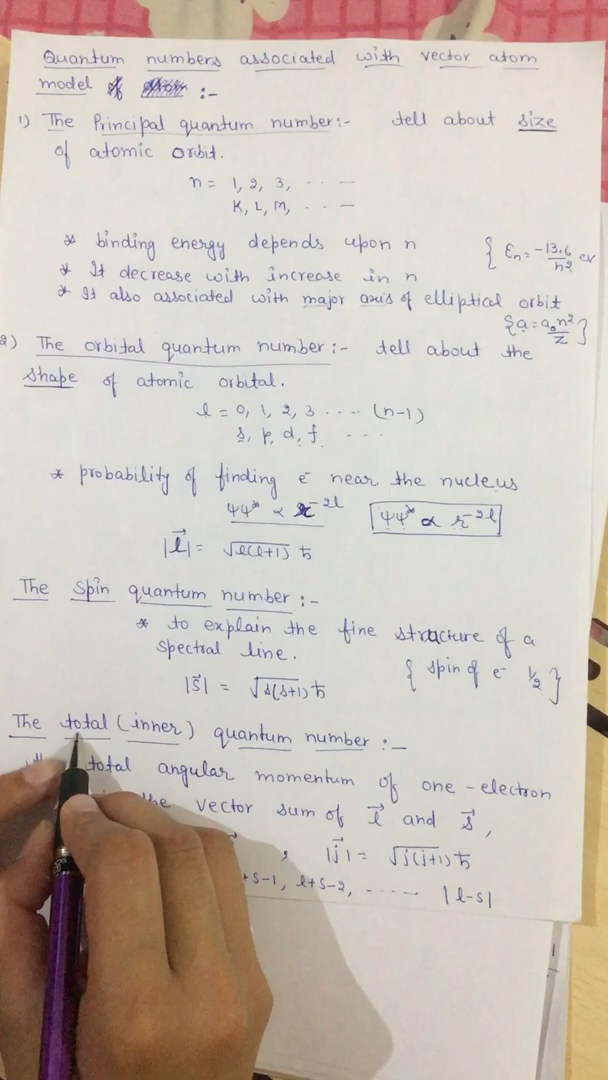 Quantum numbers associated with vector atom
model :-
1) The Principal quantum number:- tell about size
of atomic orbit.
n = 1, 2, 3, .. —
K, L, M, ... —
* binding energy depends upon n { En = -13.6/n² ev
* It decrease with increase in n
* It also associated with major axis of elliptical orbit
{a = a₀n²/Z}
2) The orbital quantum number:- tell about the
shape of atomic orbital.
l = 0, 1, 2, 3 .... (n-1)
s, p, d, f ...
* probability of finding e⁻ near the nucleus
ψψ* ∝ r⁻²ˡ ψψ* ∝ r⁻²ˡ
|l⃗| = √l(l+1) ħ
The spin quantum number:-
* to explain the fine structure of a
spectral line.
{ spin of e⁻ 1/2 }
|s⃗| = √s(s+1) ħ
The total (inner) quantum number:-
total angular momentum of one-electron
the vector sum of l⃗ and s⃗,
, |j⃗| = √j(j+1) ħ
+s-1, l+s-2, ..... |l-s|